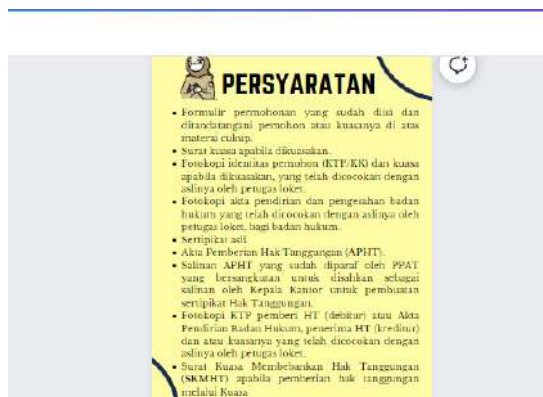 PERSYARATAN
• Formulir permohonan yang sudah diisi dan
ditandatangani pemohon atau kuasanya di atas
materai cukup.
• Surat kuasa apabila dikuasakan.
• Fotokopi identitas pemohon (KTP/KK) dan kuasa
apabila dikuasakan, yang telah dicocokan dengan
aslinya oleh petugas loket.
• Fotokopi akta pendirian dan pengesahan badan
hukum yang telah dicocokan dengan aslinya oleh
petugas loket, bagi badan hukum.
• Sertipikat asli
• Akta Pemberian Hak Tanggungan (APHT).
• Salinan APHT yang sudah diparaf oleh PPAT
yang bersangkutan untuk disahkan sebagai
salinan oleh Kepala Kantor untuk pembuatan
sertipikat Hak Tanggungan.
• Fotokopi KTP pemberi HT (debitur) atau Akta
Pendirian Badan Hukum, penerima HT (kreditur)
dan atau kuasanya yang telah dicocokan dengan
aslinya oleh petugas loket.
• Surat Kuasa Membebankan Hak Tanggungan
(SKMHT) apabila pemberian hak tanggungan
melalui Kuasa